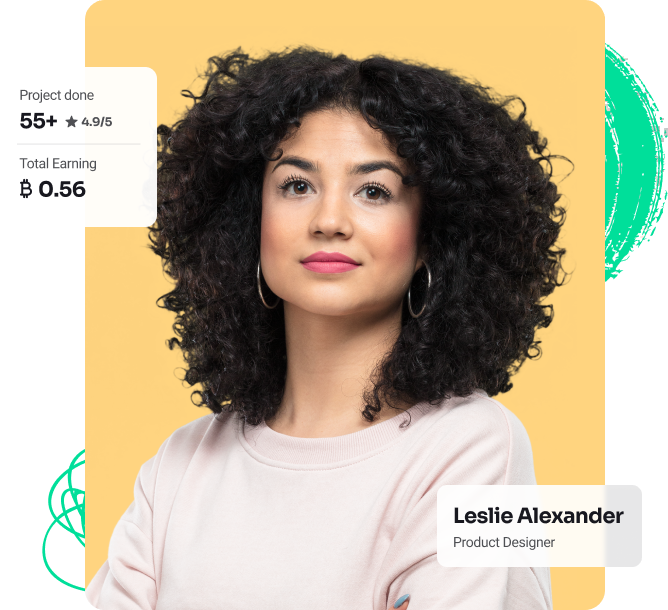 Project done
55+ ★ 4.9/5
Total Earning
₿ 0.56
Leslie Alexander
Product Designer